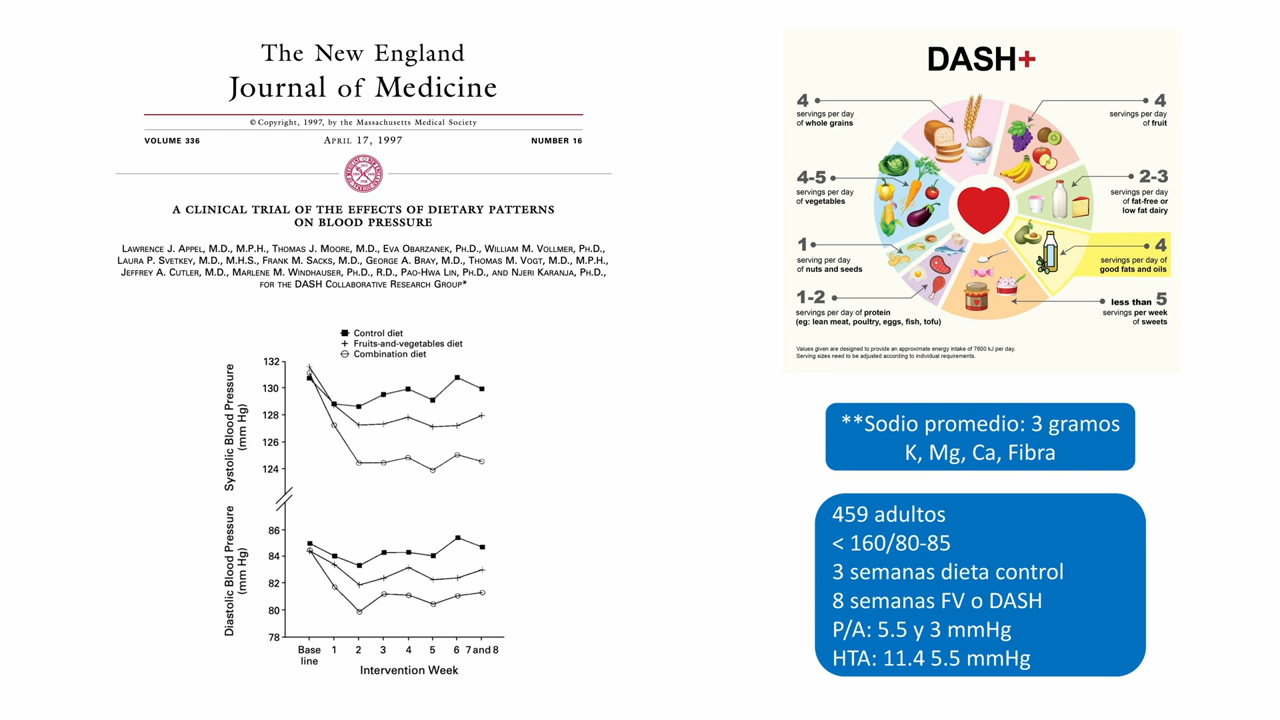 The New England
Journal of Medicine
© Copyright, 1997, by the Massachusetts Medical Society
VOLUME 336
APRIL 17, 1997
NUMBER 16
A CLINICAL TRIAL OF THE EFFECTS OF DIETARY PATTERNS
ON BLOOD PRESSURE
LAWRENCE J. APPEL, M.D., M.P.H., THOMAS J. MOORE, M.D., EVA OBARZANEK, PH.D., WILLIAM M. VOLLMER, PH.D.,
LAURA P. SVETKEY, M.D., M.H.S., FRANK M. SACKS, M.D., GEORGE A. BRAY, M.D., THOMAS M. VOGT, M.D., M.P.H.,
JEFFREY A. CUTLER, M.D., MARLENE M. WINDHAUSER, PH.D., R.D., PAO-HWA LIN, PH.D., AND NJERI KARANJA, PH.D.,
FOR THE DASH COLLABORATIVE RESEARCH GROUP*
Control diet
Fruits-and-vegetables diet
Combination diet
Systolic Blood Pressure
(mm Hg)
132
130
128
126
124
Diastolic Blood Pressure
(mm Hg)
86
84
82
80
78
Base
line
1 2 3 4 5 6 7 and 8
Intervention Week
DASH+
4
servings per day
of whole grains
4
servings per day
of fruit
4-5
servings per day
of vegetables
2-3
servings per day
of fat-free or
low fat dairy
1
serving per day
of nuts and seeds
4
servings per day of
good fats and oils
1-2
servings per day of protein
(eg: lean meat, poultry, eggs, fish, tofu)
less than 5
servings per week
of sweets
Values given are designed to provide an approximate energy intake of 7600 kJ per day.
Serving sizes need to be adjusted according to individual requirements.
**Sodio promedio: 3 gramos
K, Mg, Ca, Fibra
459 adultos
< 160/80-85
3 semanas dieta control
8 semanas FV o DASH
P/A: 5.5 y 3 mmHg
HTA: 11.4 5.5 mmHg